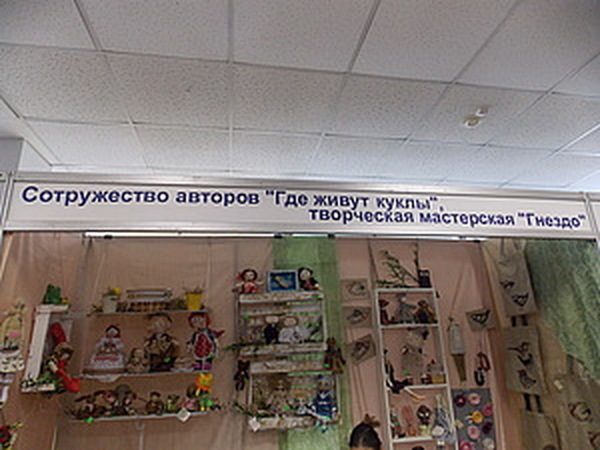 Сотружество авторов "Где живут куклы",
творческая мастерская "Гнездо"